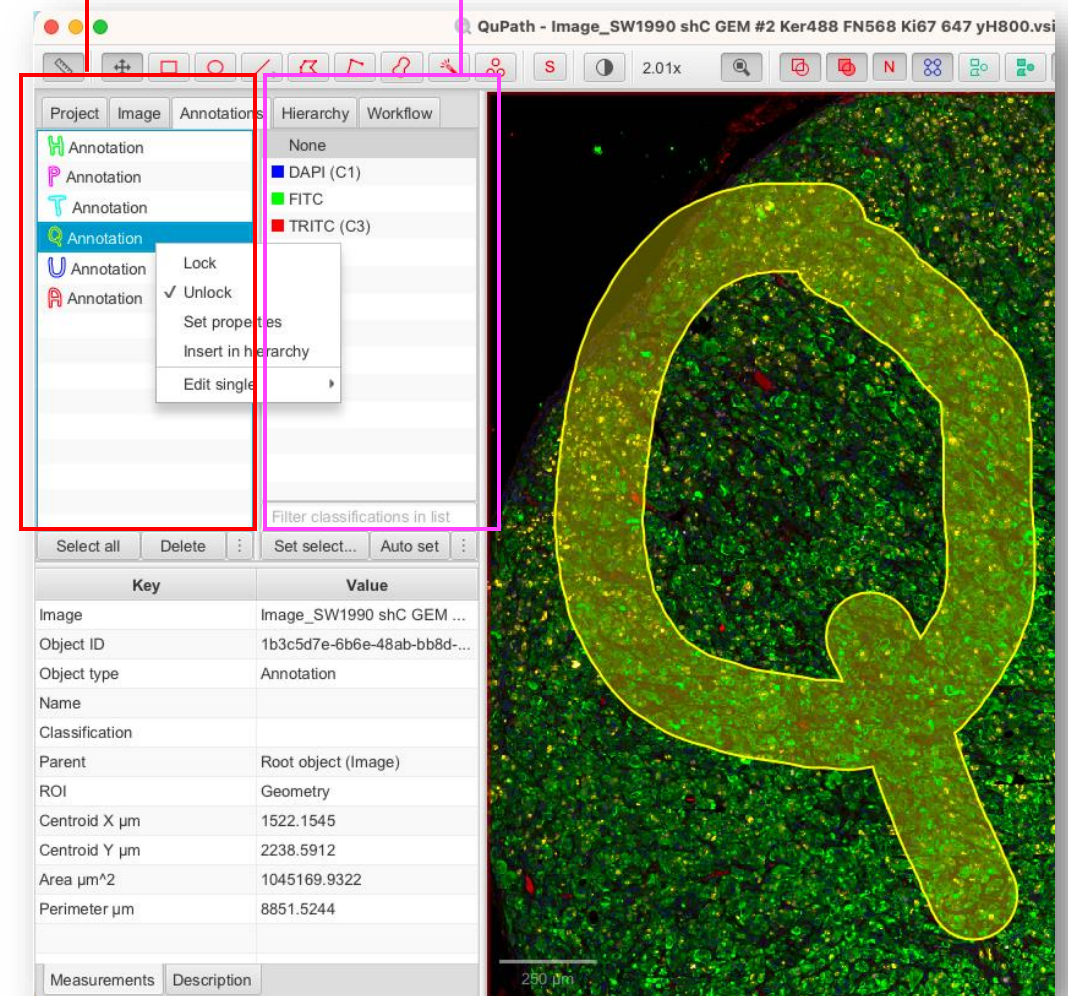 QuPath - Image_SW1990 shC GEM #2 Ker488 FN568 Ki67 647 yH800.vsi
S 2.01x N
Project Image Annotations Hierarchy Workflow
H Annotation
P Annotation
T Annotation
Q Annotation
U Annotation
A Annotation
None
DAPI (C1)
FITC
TRITC (C3)
Lock
✓ Unlock
Set properties
Insert in hierarchy
Edit single
Filter classifications in list
Select all Delete ⋮ Set select... Auto set ⋮
Key Value
Image Image_SW1990 shC GEM ...
Object ID 1b3c5d7e-6b6e-48ab-bb8d-...
Object type Annotation
Name
Classification
Parent Root object (Image)
ROI Geometry
Centroid X µm 1522.1545
Centroid Y µm 2238.5912
Area µm^2 1045169.9322
Perimeter µm 8851.5244
Measurements Description
250 µm